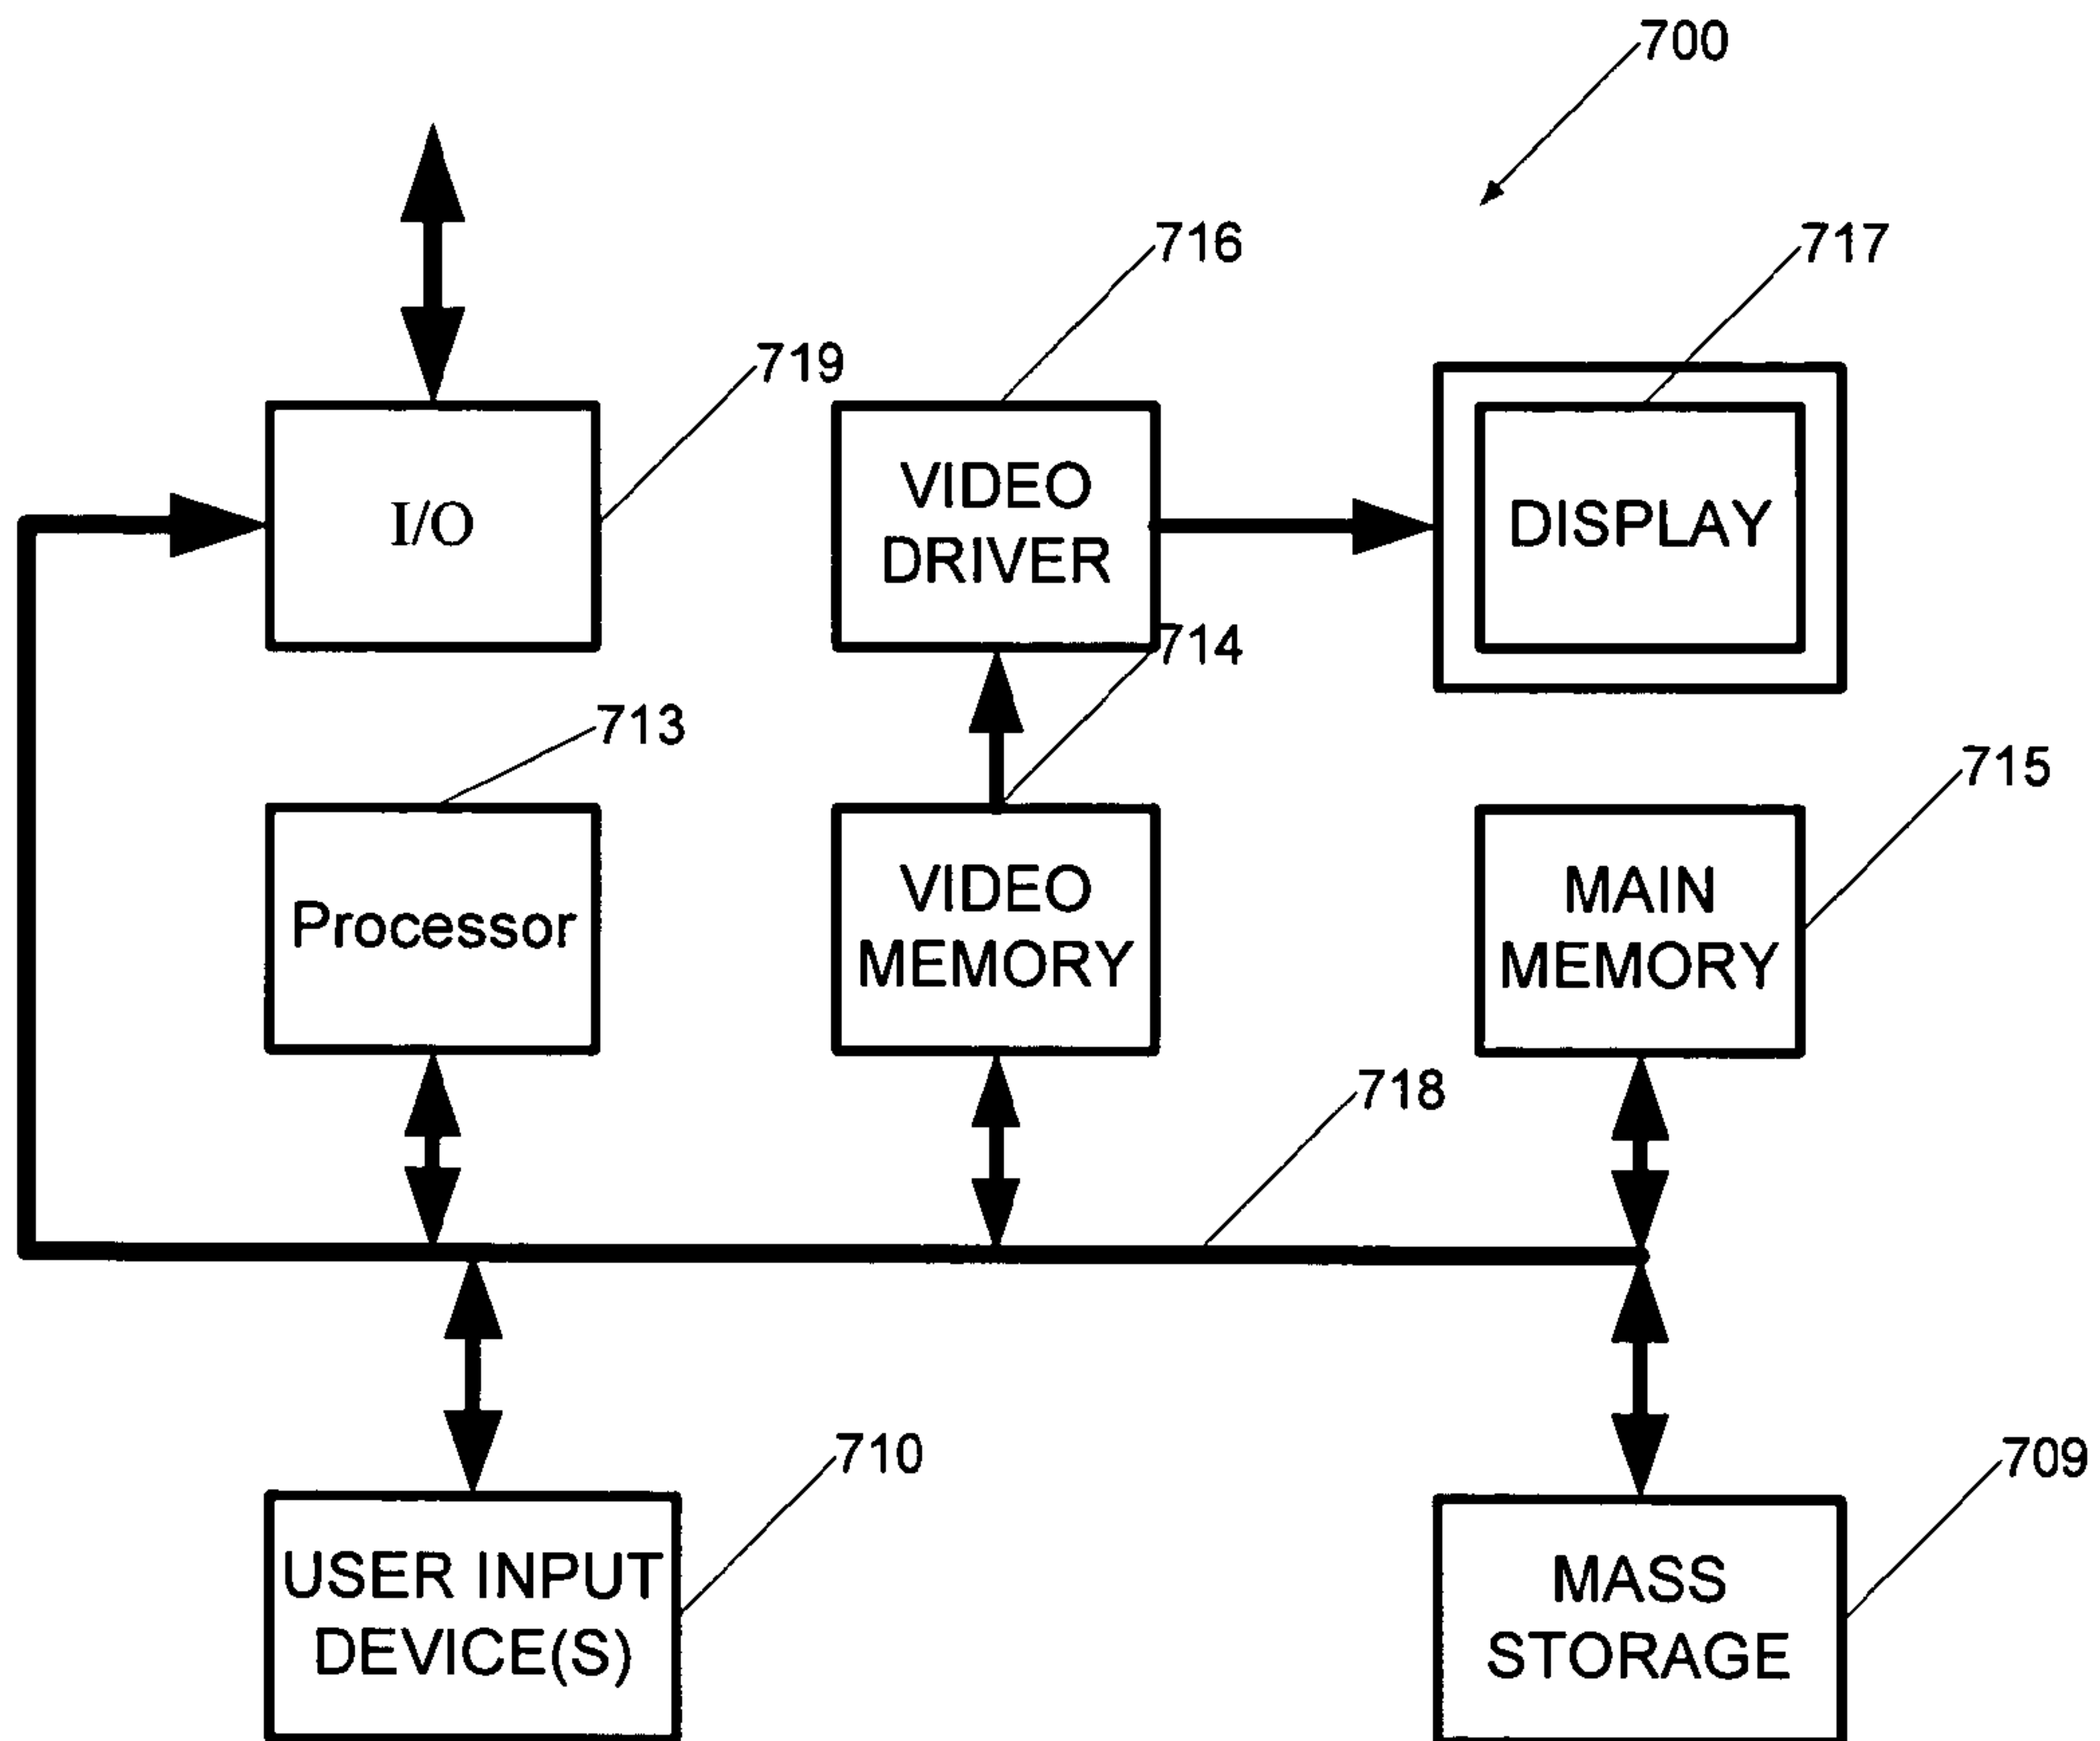 700
716
717
719
I/O
VIDEO
DRIVER
DISPLAY
714
713
715
Processor
VIDEO
MEMORY
MAIN
MEMORY
718
710
709
USER INPUT
DEVICE(S)
MASS
STORAGE